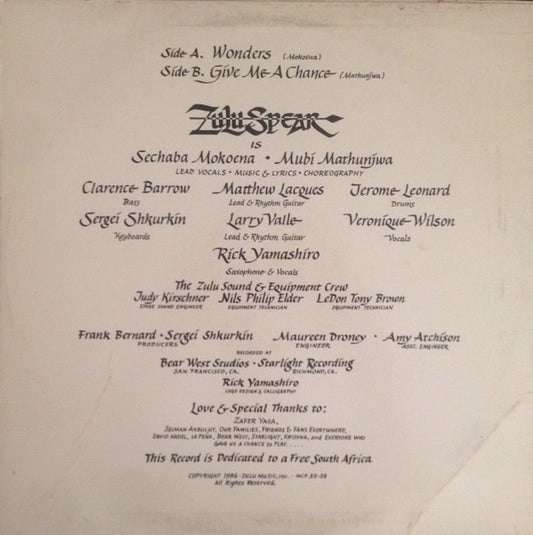 Side A. Wonders (Mokoena)
Side B. Give Me A Chance (Mathunjwa)
Zulu Spear
is
Sechaba Mokoena • Mubi Mathunjwa
Lead Vocals • Music & Lyrics • Choreography
Clarence Barrow Matthew Lacques Jerome Leonard
Bass Lead & Rhythm Guitar Drums
Sergei Shkurkin Larry Valle Veronique Wilson
Keyboards Lead & Rhythm Guitar Vocals
Rick Yamashiro
Saxophone & Vocals
The Zulu Sound & Equipment Crew
Judy Kirschner Nils Philip Elder LeDon Tony Brown
Stage Sound Engineer Equipment Technician Equipment Technician
Frank Bernard • Sergei Shkurkin Maureen Droney • Amy Atchison
Producers Engineer Asst. Engineer
Recorded at
Bear West Studios • Starlight Recording
San Francisco, CA. Richmond, CA.
Rick Yamashiro
Logo Design & Calligraphy
Love & Special Thanks to:
Zafer Yasa,
Selman Akbulut, Our Families, Friends & Fans Everywhere,
David Nadel, La Peña, Bear West, Starlight, Krishna, and Everyone Who
Gave us a Chance to Play. . . . .
This Record is Dedicated to a Free South Africa
Copyright 1986 • Zulu Music, Inc. •
All Rights Reserved.